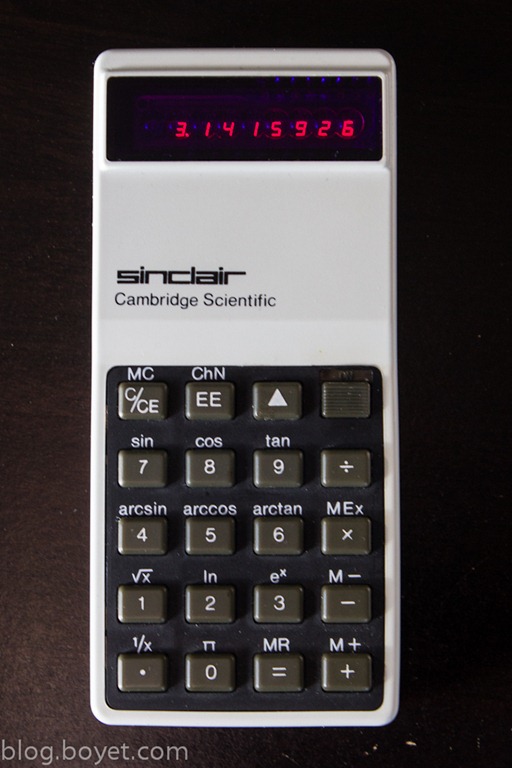 3.1415926
sinclair
Cambridge Scientific
MC ChN
C/CE EE ▲
sin cos tan
7 8 9 ÷
arcsin arccos arctan MEx
4 5 6 ×
√x ln eˣ M−
1 2 3 −
1/x π MR M+
. 0 = +
blog.boyet.com